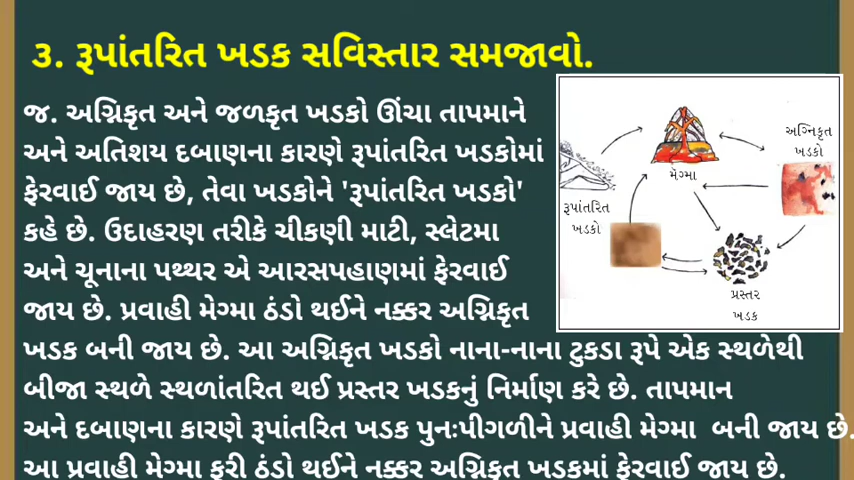 ૩. રૂપાંતરિત ખડક સવિસ્તાર સમજાવો.
જ. અગ્નિકૃત અને જળકૃત ખડકો ઊંચા તાપમાને
અને અતિશય દબાણના કારણે રૂપાંતરિત ખડકોમાં
ફેરવાઈ જાય છે, તેવા ખડકોને 'રૂપાંતરિત ખડકો'
કહે છે. ઉદાહરણ તરીકે ચીકણી માટી, સ્લેટમા
અને ચૂનાના પથ્થર એ આરસપહાણમાં ફેરવાઈ
જાય છે. પ્રવાહી મેગ્મા ઠંડો થઈને નક્કર અગ્નિકૃત
ખડક બની જાય છે. આ અગ્નિકૃત ખડકો નાના-નાના ટુકડા રૂપે એક સ્થળેથી
બીજા સ્થળે સ્થળાંતરિત થઈ પ્રસ્તર ખડકનું નિર્માણ કરે છે. તાપમાન
અને દબાણના કારણે રૂપાંતરિત ખડક પુનઃપીગળીને પ્રવાહી મેગ્મા બની જાય છે.
આ પ્રવાહી મેગ્મા ફરી ઠંડો થઈને નક્કર અગ્નિકૃત ખડકમાં ફેરવાઈ જાય છે.
અગ્નિકૃત
ખડકો
મેગ્મા
રૂપાંતરિત
ખડકો
પ્રસ્તર
ખડક